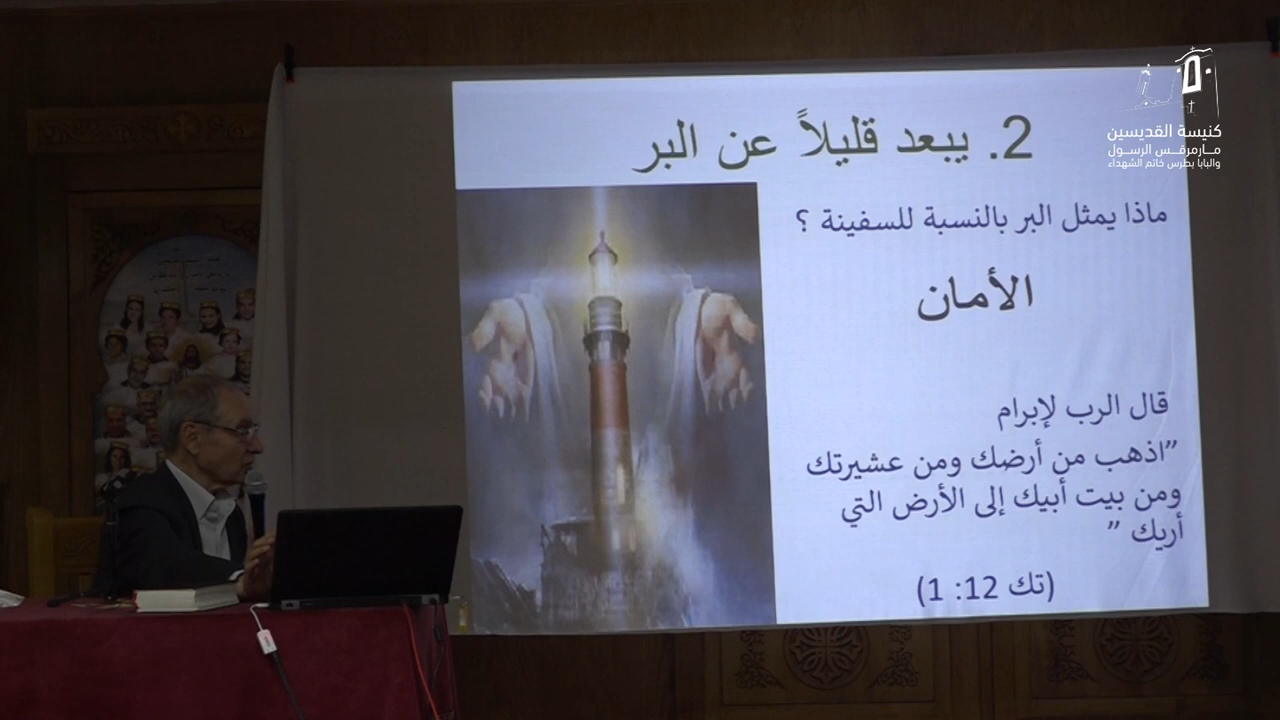 2. يبعد قليلاً عن البر
ماذا يمثل البر بالنسبة للسفينة ؟
الأمان
قال الرب لإبرام
”اذهب من أرضك ومن عشيرتك
ومن بيت أبيك إلى الأرض التي
أريك ”
(تك 12: 1)
كنيسة القديسين
مارمرقس الرسول
والبابا بطرس خاتم الشهداء